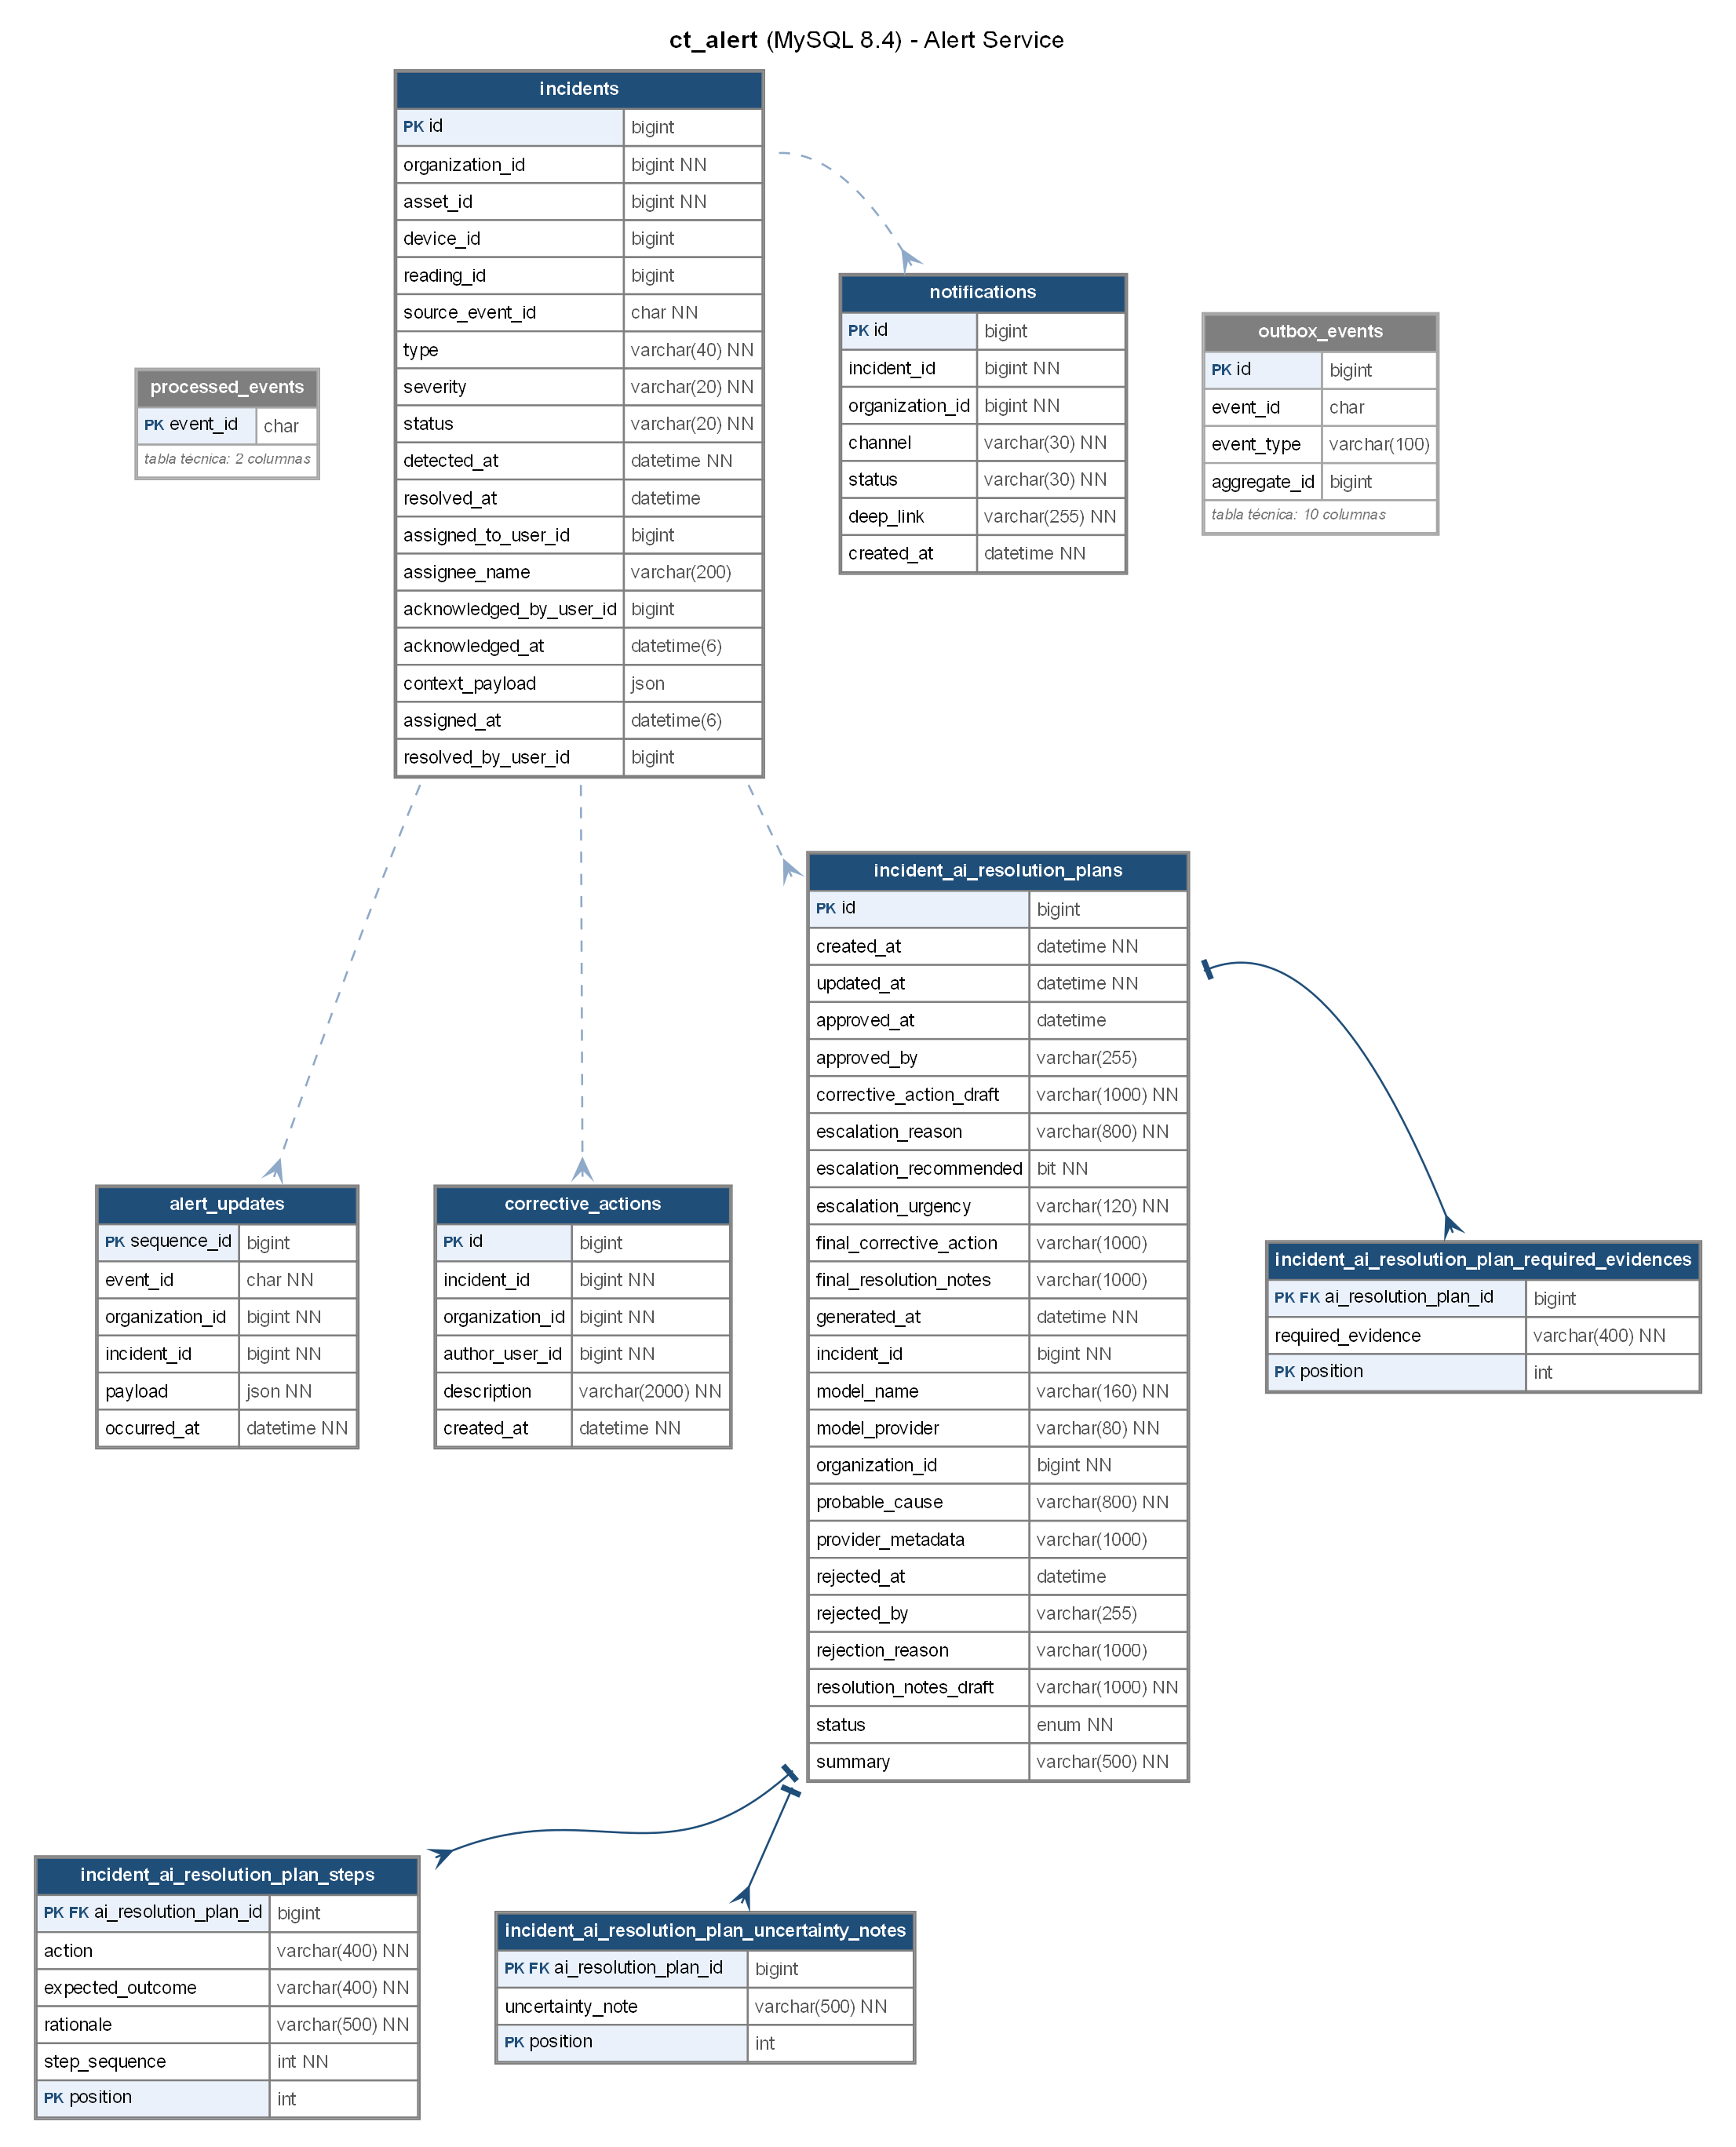 ct_alert (MySQL 8.4) - Alert Service
incidents
PK id bigint
organization_id bigint NN
asset_id bigint NN
device_id bigint
reading_id bigint
source_event_id char NN
type varchar(40) NN
severity varchar(20) NN
status varchar(20) NN
detected_at datetime NN
resolved_at datetime
assigned_to_user_id bigint
assignee_name varchar(200)
acknowledged_by_user_id bigint
acknowledged_at datetime(6)
context_payload json
assigned_at datetime(6)
resolved_by_user_id bigint
notifications
PK id bigint
incident_id bigint NN
organization_id bigint NN
channel varchar(30) NN
status varchar(30) NN
deep_link varchar(255) NN
created_at datetime NN
outbox_events
PK id bigint
event_id char
event_type varchar(100)
aggregate_id bigint
tabla técnica: 10 columnas
processed_events
PK event_id char
tabla técnica: 2 columnas
incident_ai_resolution_plans
PK id bigint
created_at datetime NN
updated_at datetime NN
approved_at datetime
approved_by varchar(255)
corrective_action_draft varchar(1000) NN
escalation_reason varchar(800) NN
escalation_recommended bit NN
escalation_urgency varchar(120) NN
final_corrective_action varchar(1000)
final_resolution_notes varchar(1000)
generated_at datetime NN
incident_id bigint NN
model_name varchar(160) NN
model_provider varchar(80) NN
organization_id bigint NN
probable_cause varchar(800) NN
provider_metadata varchar(1000)
rejected_at datetime
rejected_by varchar(255)
rejection_reason varchar(1000)
resolution_notes_draft varchar(1000) NN
status enum NN
summary varchar(500) NN
alert_updates
PK sequence_id bigint
event_id char NN
organization_id bigint NN
incident_id bigint NN
payload json NN
occurred_at datetime NN
corrective_actions
PK id bigint
incident_id bigint NN
organization_id bigint NN
author_user_id bigint NN
description varchar(2000) NN
created_at datetime NN
incident_ai_resolution_plan_required_evidences
PK FK ai_resolution_plan_id bigint
required_evidence varchar(400) NN
PK position int
incident_ai_resolution_plan_steps
PK FK ai_resolution_plan_id bigint
action varchar(400) NN
expected_outcome varchar(400) NN
rationale varchar(500) NN
step_sequence int NN
PK position int
incident_ai_resolution_plan_uncertainty_notes
PK FK ai_resolution_plan_id bigint
uncertainty_note varchar(500) NN
PK position int